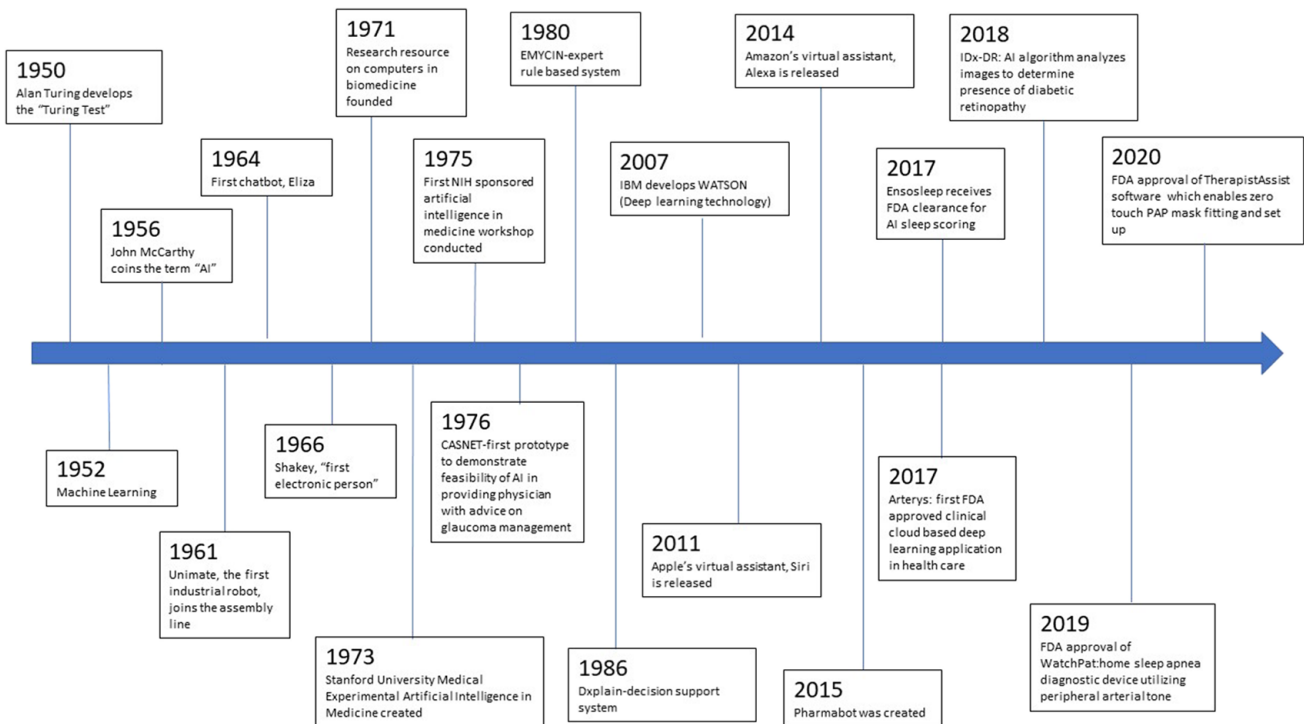 1950
Alan Turing develops
the “Turing Test”
1952
Machine Learning
1956
John McCarthy
coins the term “AI”
1961
Unimate, the first
industrial robot,
joins the assembly
line
1964
First chatbot, Eliza
1966
Shakey, “first
electronic person”
1971
Research resource
on computers in
biomedicine
founded
1973
Stanford University Medical
Experimental Artificial Intelligence in
Medicine created
1975
First NIH sponsored
artificial
intelligence in
medicine workshop
conducted
1976
CASNET-first prototype
to demonstrate
feasibility of AI in
providing physician
with advice on
glaucoma management
1980
EMYCIN-expert
rule based system
1986
Dxplain-decision support
system
2007
IBM develops WATSON
(Deep learning technology)
2011
Apple’s virtual assistant, Siri
is released
2014
Amazon’s virtual assistant,
Alexa is released
2015
Pharmabot was created
2017
Ensosleep receives
FDA clearance for
AI sleep scoring
2017
Arterys: first FDA
approved clinical
cloud based deep
learning application
in health care
2018
IDx-DR: AI algorithm analyzes
images to determine
presence of diabetic
retinopathy
2019
FDA approval of
WatchPat:home sleep apnea
diagnostic device utilizing
peripheral arterial tone
2020
FDA approval of TherapistAssist
software which enables zero
touch PAP mask fitting and set
up